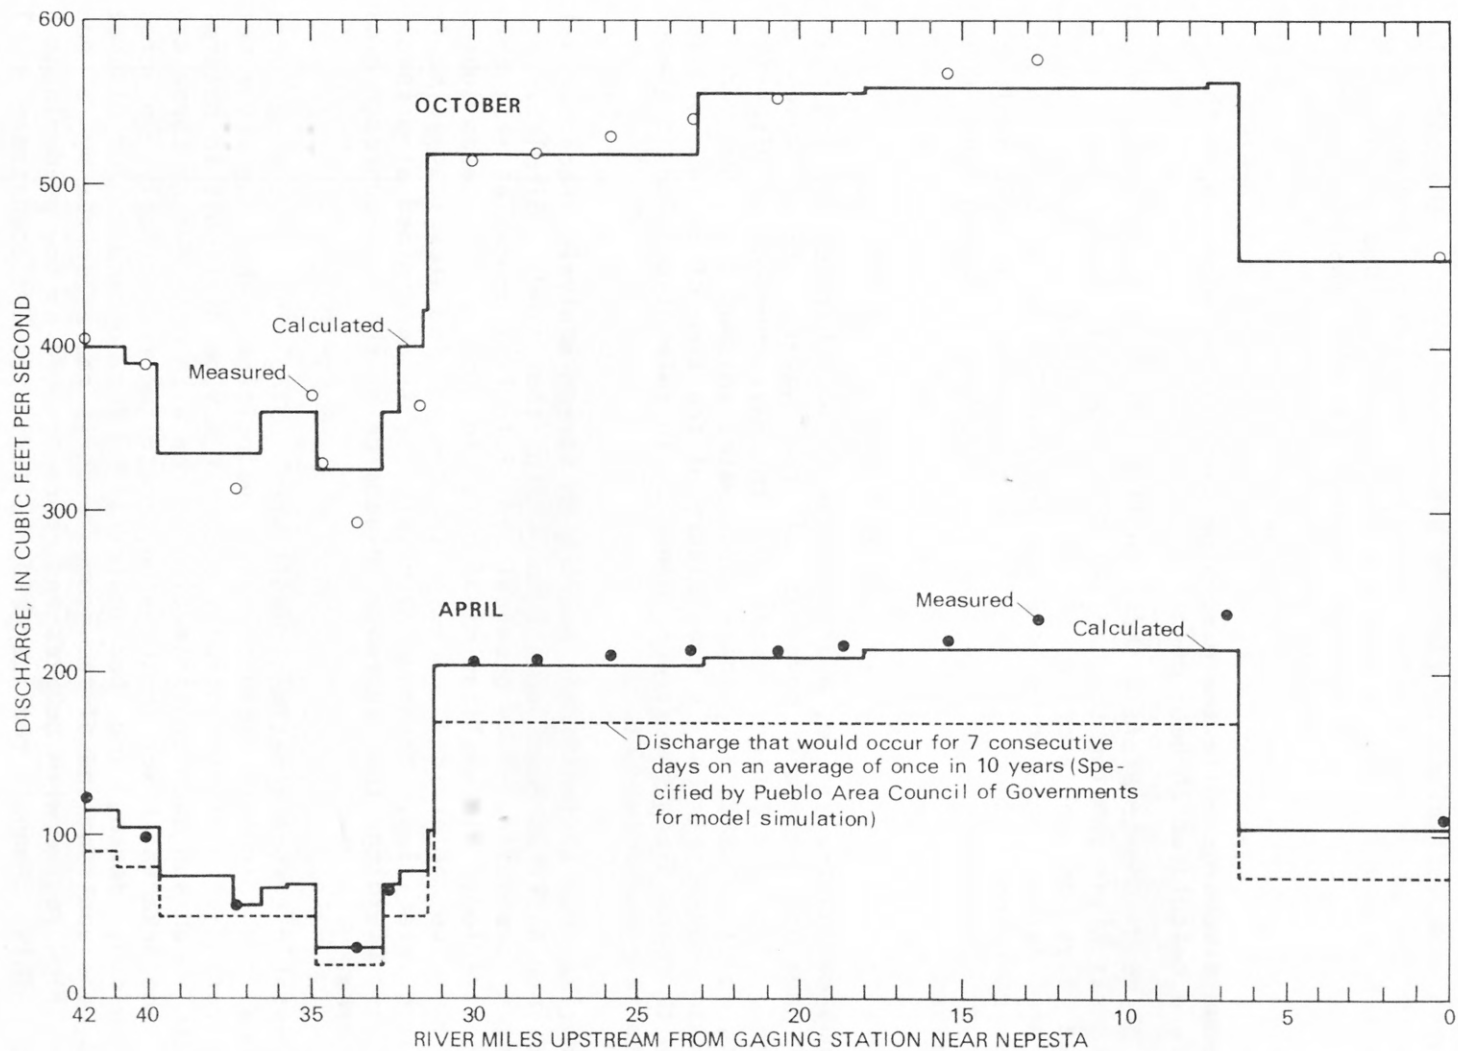 600
500
400
300
200
100
0
DISCHARGE, IN CUBIC FEET PER SECOND
OCTOBER
Calculated
Measured
APRIL
Measured
Calculated
Discharge that would occur for 7 consecutive
days on an average of once in 10 years (Spe-
cified by Pueblo Area Council of Governments
for model simulation)
42 40 35 30 25 20 15 10 5 0
RIVER MILES UPSTREAM FROM GAGING STATION NEAR NEPESTA